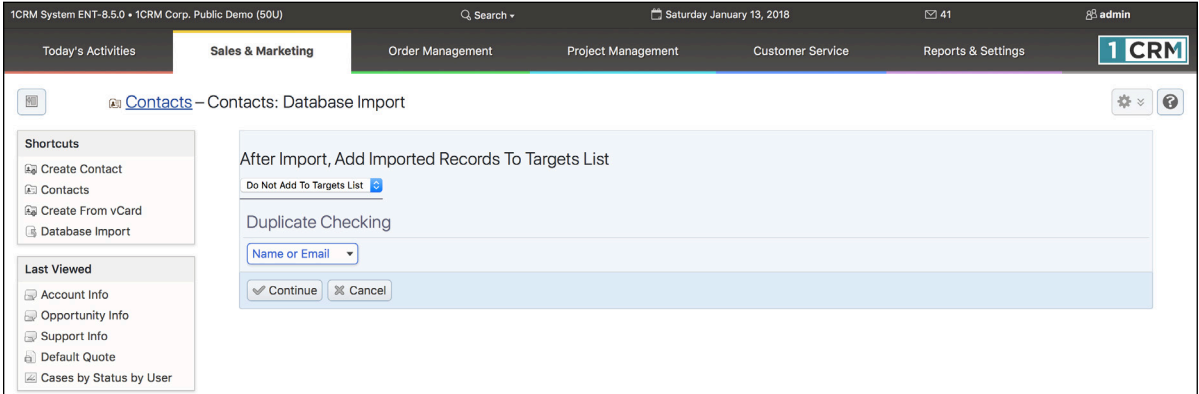 1CRM System ENT-8.5.0 • 1CRM Corp. Public Demo (50U) Search Saturday January 13, 2018 41 admin
Today's Activities Sales & Marketing Order Management Project Management Customer Service Reports & Settings 1 CRM
Contacts – Contacts: Database Import
Shortcuts
Create Contact
Contacts
Create From vCard
Database Import
Last Viewed
Account Info
Opportunity Info
Support Info
Default Quote
Cases by Status by User
After Import, Add Imported Records To Targets List
Do Not Add To Targets List
Duplicate Checking
Name or Email
Continue Cancel